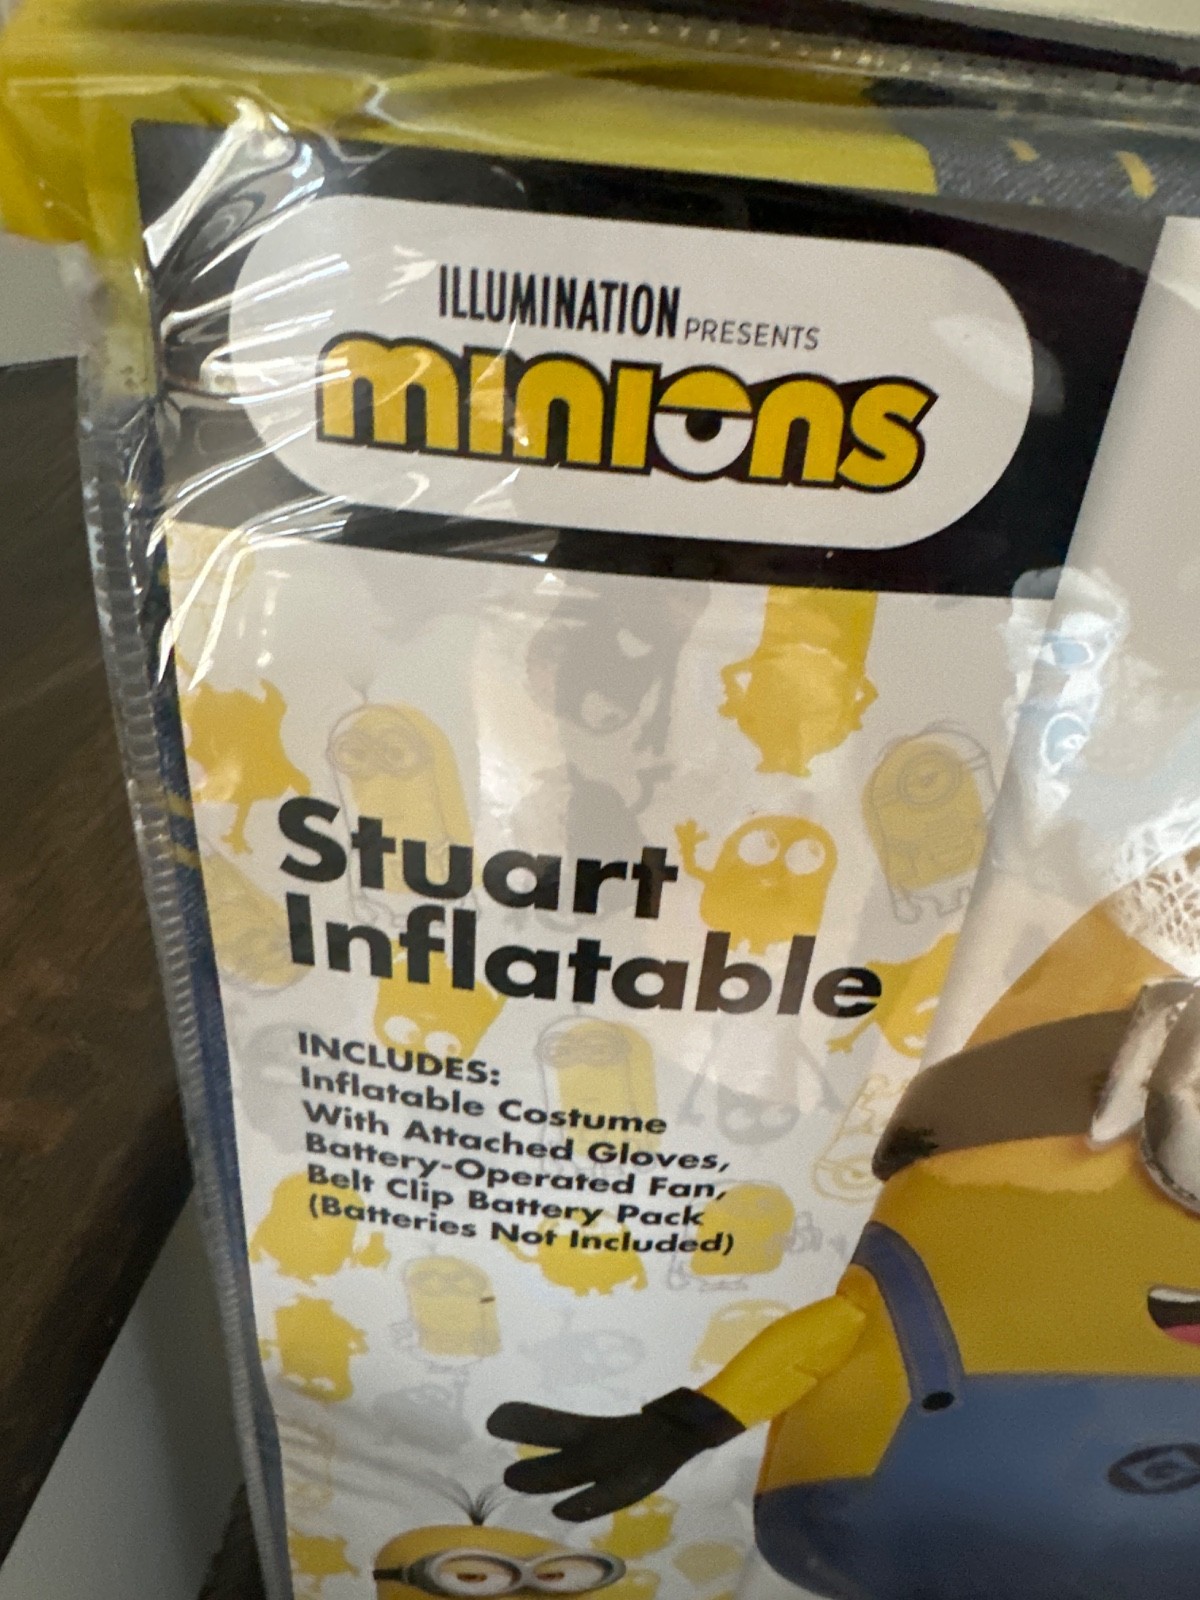 ILLUMINATION PRESENTS
minions
Stuart
Inflatable
INCLUDES:
Inflatable Costume
With Attached Gloves,
Battery-Operated Fan,
Belt Clip Battery Pack
(Batteries Not Included)